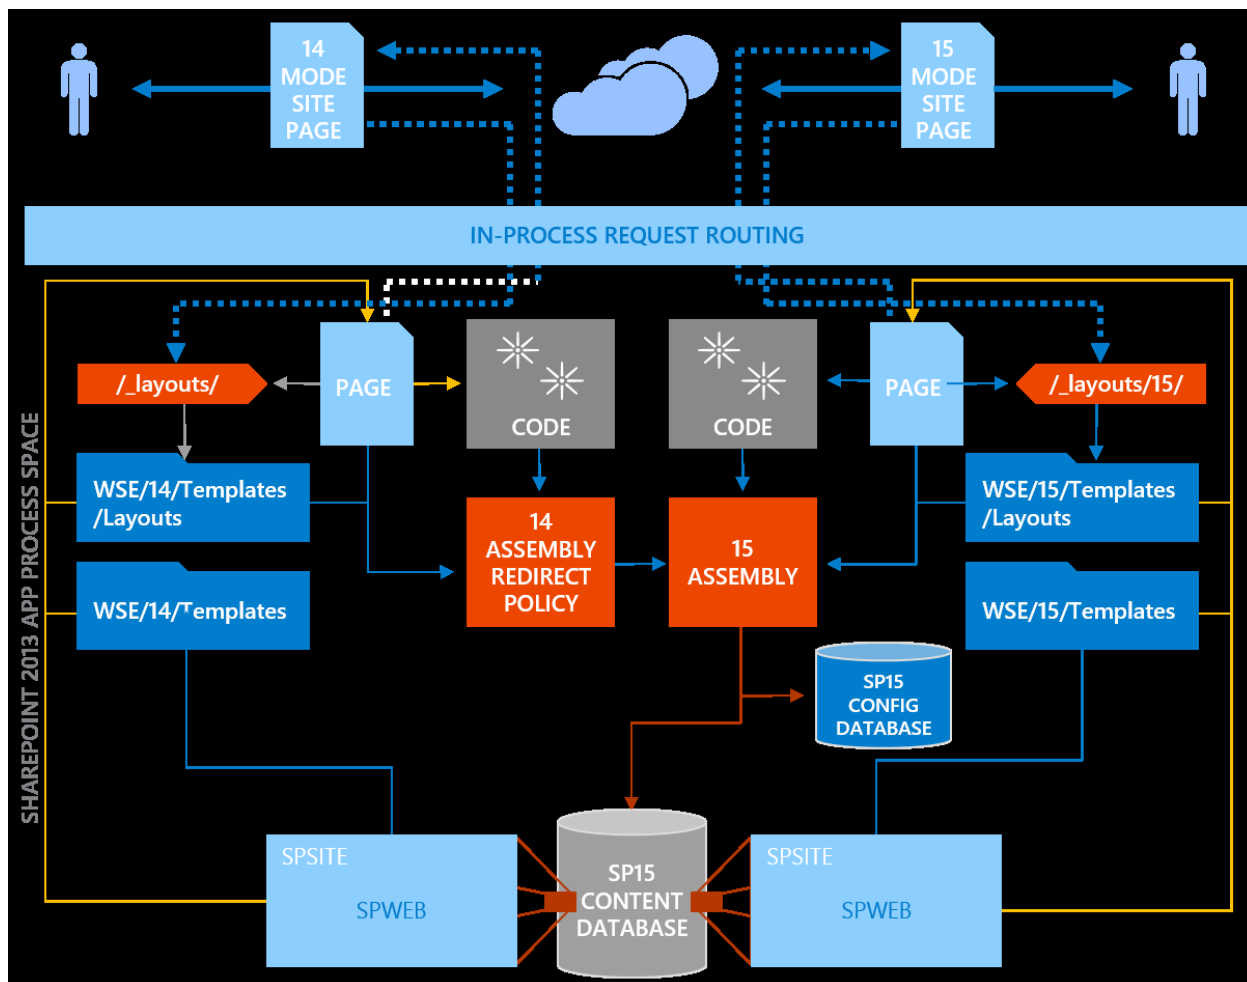 14
MODE
SITE
PAGE
15
MODE
SITE
PAGE
IN-PROCESS REQUEST ROUTING
SHAREPOINT 2013 APP PROCESS SPACE
/_layouts/
PAGE
CODE
CODE
PAGE
/_layouts/15/
WSE/14/Templates
/Layouts
14
ASSEMBLY
REDIRECT
POLICY
15
ASSEMBLY
WSE/15/Templates
/Layouts
WSE/14/Templates
WSE/15/Templates
SP15
CONFIG
DATABASE
SPSITE
SPWEB
SP15
CONTENT
DATABASE
SPSITE
SPWEB